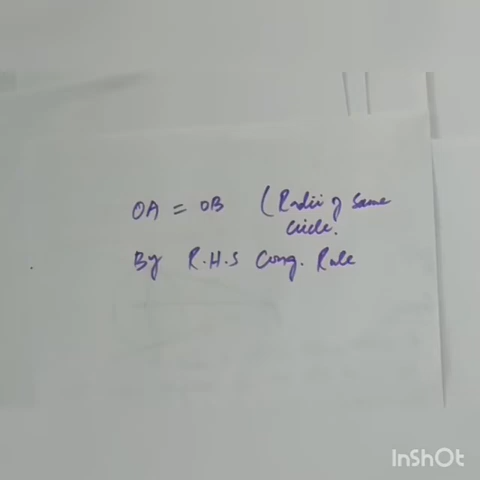 OA = OB (Radii of same
circle.
By R.H.S Cong. Rule
InShOt